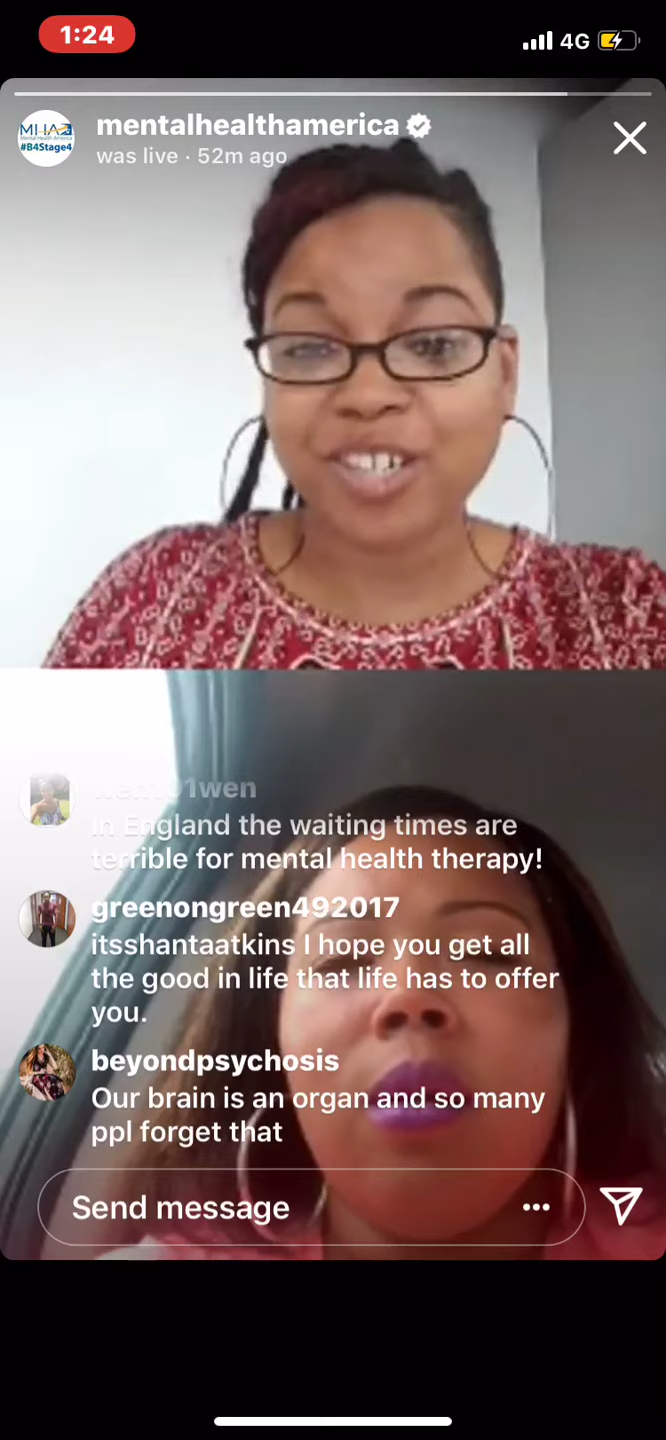 1:24
4G
MHA
Mental Health America
#B4Stage4
mentalhealthamerica
was live · 52m ago
in England the waiting times are
terrible for mental health therapy!
greenongreen492017
itsshantaatkins I hope you get all
the good in life that life has to offer
you.
beyondpsychosis
Our brain is an organ and so many
ppl forget that
Send message